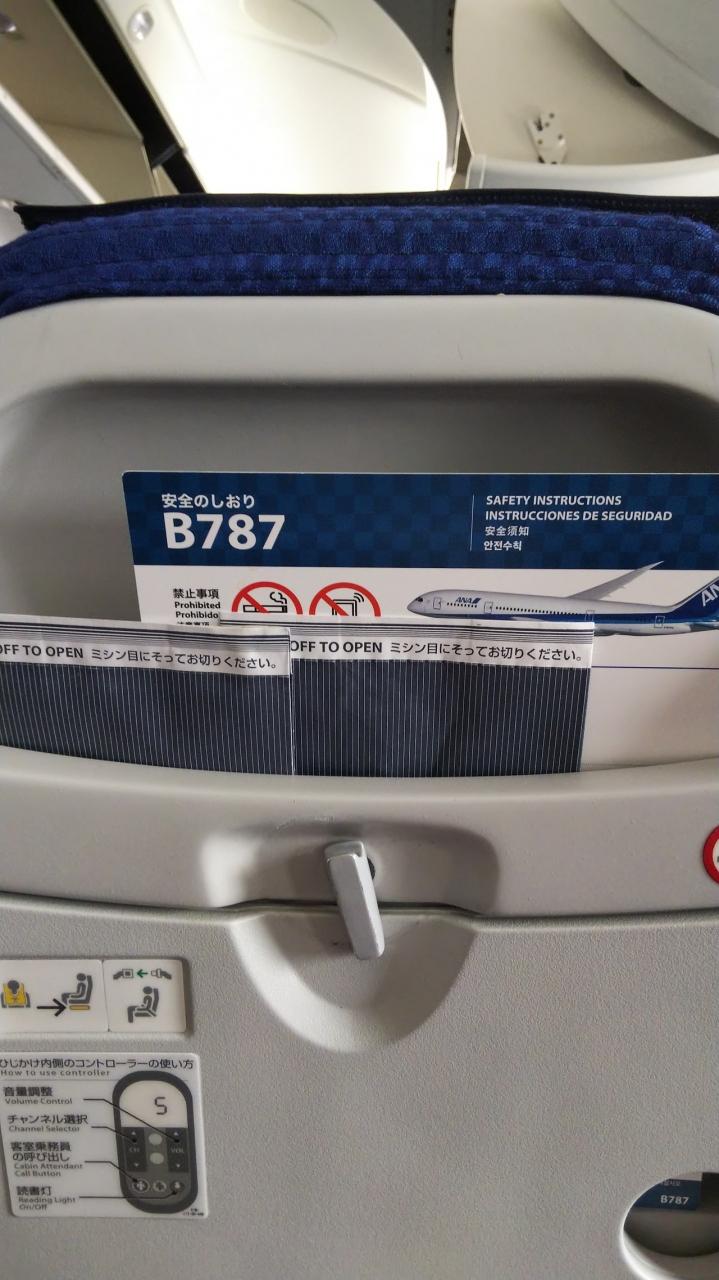 安全のしおり
B787
SAFETY INSTRUCTIONS
INSTRUCCIONES DE SEGURIDAD
安全须知
안전수칙
禁止事項
Prohibited
Prohibido
ANA
AN
OFF TO OPEN ミシン目にそってお切りください。
OFF TO OPEN ミシン目にそってお切りください。
ひじかけ内側のコントローラーの使い方
How to use controller
音量調整
Volume Control
チャンネル選択
Channel Selector
客室乗務員
の呼び出し
Cabin Attendant
Call Button
読書灯
Reading Light
On/Off
5
CH
VOL
B787